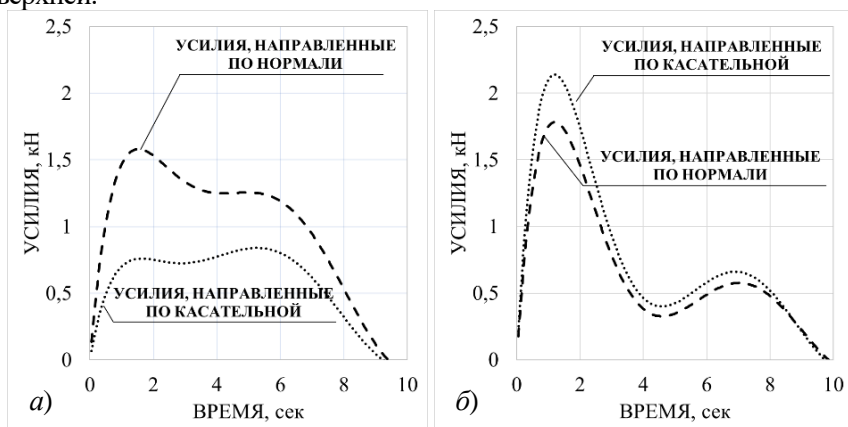 верхней.
2,5
УСИЛИЯ, НАПРАВЛЕННЫЕ
ПО НОРМАЛИ
2
1,5
1
0,5
0
УСИЛИЯ, НАПРАВЛЕННЫЕ
ПО КАСАТЕЛЬНОЙ
УСИЛИЯ, кН
0 2 4 6 8 10
ВРЕМЯ, сек
а)
2,5
УСИЛИЯ, НАПРАВЛЕННЫЕ
ПО КАСАТЕЛЬНОЙ
2
1,5
УСИЛИЯ, НАПРАВЛЕННЫЕ
ПО НОРМАЛИ
1
0,5
0
УСИЛИЯ, кН
0 2 4 6 8 10
ВРЕМЯ, сек
б)